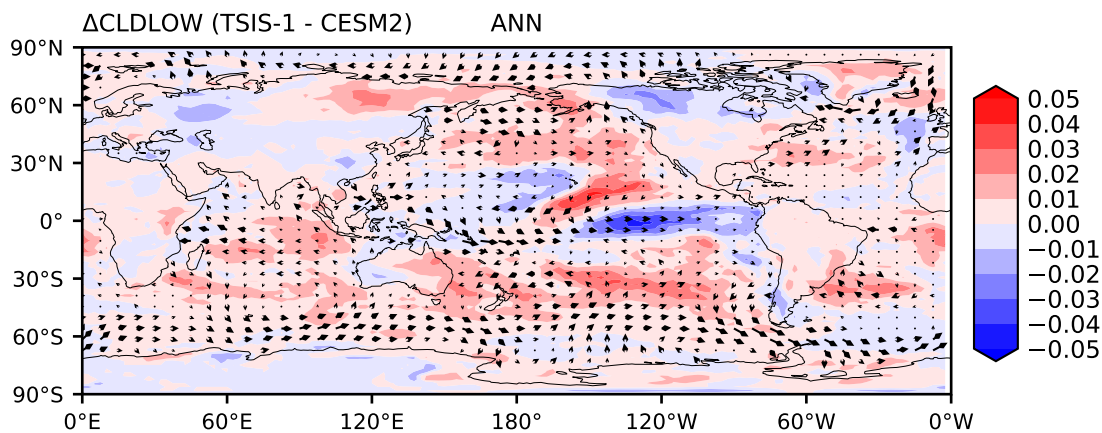 ΔCLDLOW (TSIS-1 - CESM2) ANN
90°N
60°N
30°N
0°
30°S
60°S
90°S
0°E 60°E 120°E 180° 120°W 60°W 0°W
0.05
0.04
0.03
0.02
0.01
0.00
−0.01
−0.02
−0.03
−0.04
−0.05